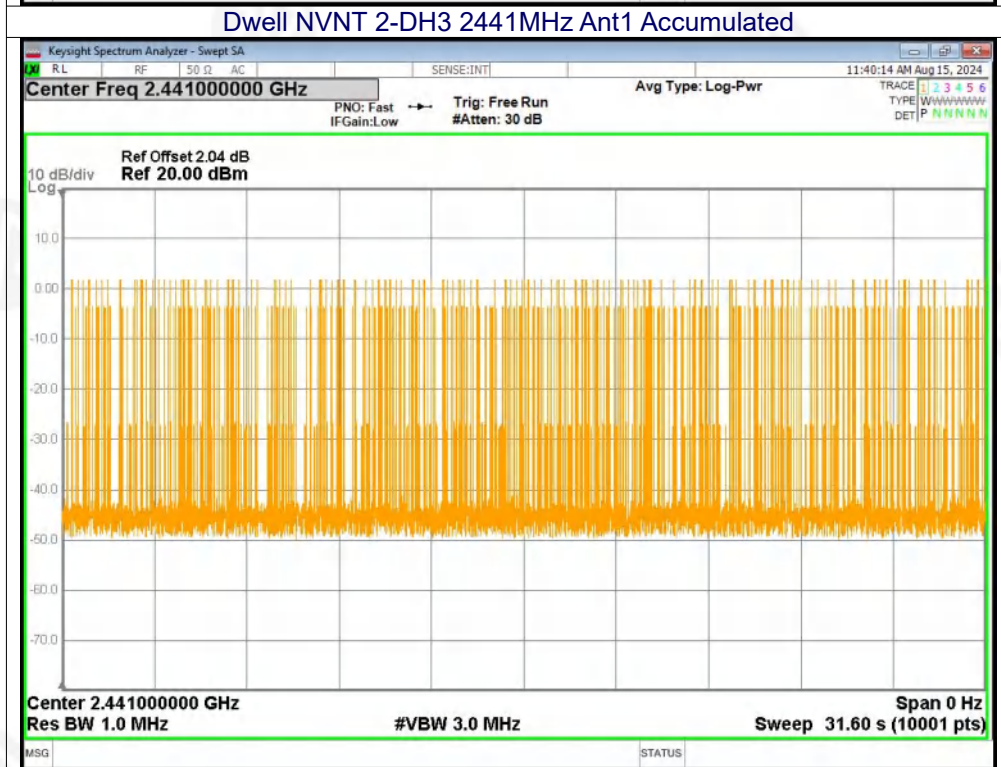 Dwell NVNT 2-DH3 2441MHz Ant1 Accumulated
Keysight Spectrum Analyzer - Swept SA
LXI RL RF 50 Ω AC SENSE:INT 11:40:14 AM Aug 15, 2024
Center Freq 2.441000000 GHz Avg Type: Log-Pwr TRACE 1 2 3 4 5 6
PNO: Fast Trig: Free Run TYPE WWWWWWW
IFGain:Low #Atten: 30 dB DET P N N N N N
Ref Offset 2.04 dB
10 dB/div Ref 20.00 dBm
Log
10.0
0.00
-10.0
-20.0
-30.0
-40.0
-50.0
-60.0
-70.0
Center 2.441000000 GHz Span 0 Hz
Res BW 1.0 MHz #VBW 3.0 MHz Sweep 31.60 s (10001 pts)
MSG STATUS